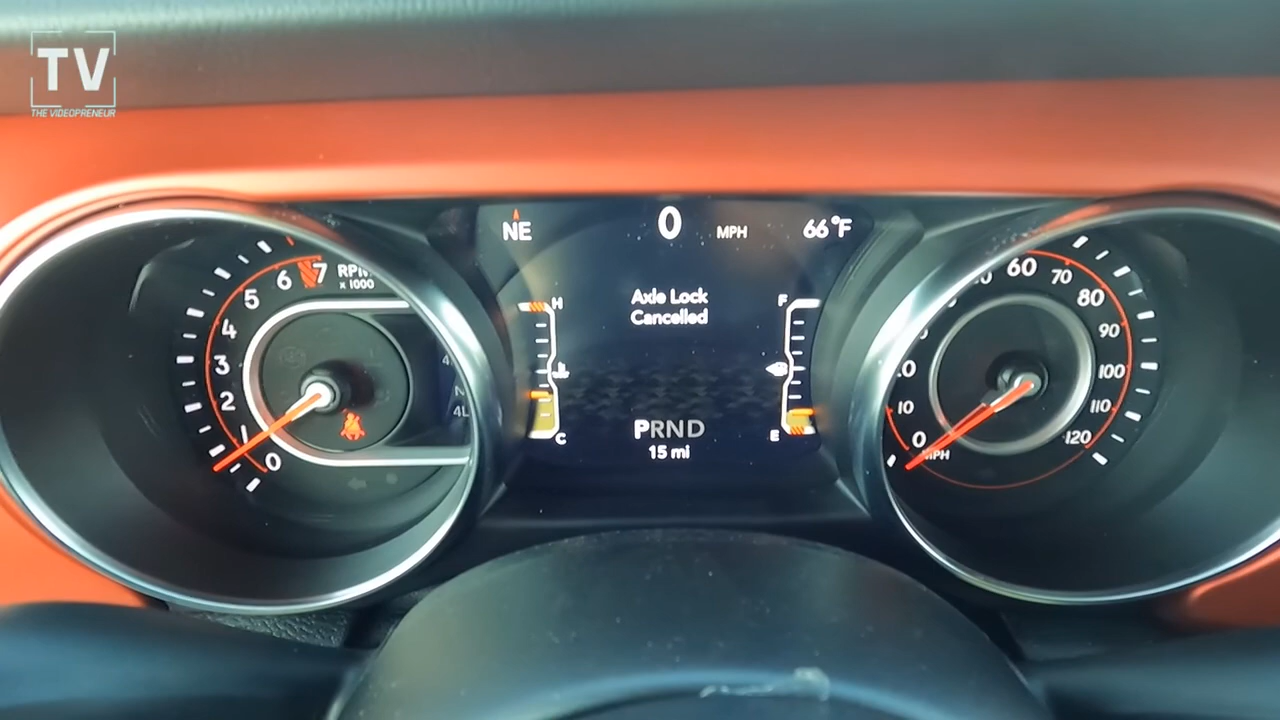 TV
THE VIDEOPRENEUR
NE
0 MPH
66°F
Axle Lock
Cancelled
H
C
F
E
PRND
15 mi
RPM
x 1000
0
1
2
3
4
5
6
7
4L
0
10
60
70
80
90
100
110
120
MPH